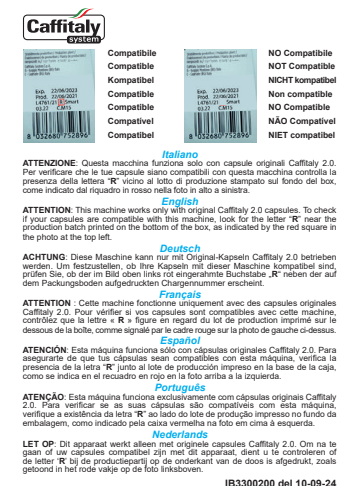 Caffitaly
system
Compatibile
Compatible
Kompatibel
Compatible
Compatible
Compatível
Compatibel
Exp. 22/06/2023
Prod. 22/06/2021
L4761/21 R Smart
03.27 CM15
8 032680 752896
NO Compatibile
NOT Compatible
NICHT kompatibel
Non compatible
NO Compatible
NÃO Compatível
NIET compatibel
Exp. 22/06/2023
Prod. 22/06/2021
L4761/21 Smart
03.27 CM15
8 032680 752896
Italiano
ATTENZIONE: Questa macchina funziona solo con capsule originali Caffitaly 2.0.
Per verificare che le tue capsule siano compatibili con questa macchina controlla la
presenza della lettera "R" vicino al lotto di produzione stampato sul fondo del box,
come indicato dal riquadro in rosso nella foto in alto a sinistra.
English
ATTENTION: This machine works only with original Caffitaly 2.0 capsules. To check
if your capsules are compatible with this machine, look for the letter "R" near the
production batch printed on the bottom of the box, as indicated by the red square in
the photo at the top left.
Deutsch
ACHTUNG: Diese Maschine kann nur mit Original-Kapseln Caffitaly 2.0 betrieben
werden. Um festzustellen, ob Ihre Kapseln mit dieser Maschine kompatibel sind,
prüfen Sie, ob der im Bild oben links rot eingerahmte Buchstabe „R" neben der auf
dem Packungsboden aufgedruckten Chargennummer erscheint.
Français
ATTENTION : Cette machine fonctionne uniquement avec des capsules originales
Caffitaly 2.0. Pour vérifier si vos capsules sont compatibles avec cette machine,
contrôlez que la lettre « R » figure en regard du lot de production imprimé sur le
dessous de la boîte, comme signalé par le cadre rouge sur la photo de gauche ci-dessus.
Español
ATENCIÓN: Esta máquina funciona sólo con cápsulas originales Caffitaly 2.0. Para
asegurarte de que tus cápsulas sean compatibles con esta máquina, verifica la
presencia de la letra "R" junto al lote de producción impreso en la base de la caja,
como se indica en el recuadro en rojo en la foto arriba a la izquierda.
Português
ATENÇÃO: Esta máquina funciona exclusivamente com cápsulas originais Caffitaly
2.0. Para verificar se as suas cápsulas são compatíveis com esta máquina,
verifique a existência da letra "R" ao lado do lote de produção impresso no fundo da
embalagem, como indicado pela caixa vermelha na foto em cima à esquerda.
Nederlands
LET OP: Dit apparaat werkt alleen met originele capsules Caffitaly 2.0. Om na te
gaan of uw capsules compatibel zijn met dit apparaat, dient u te controleren of
de letter "R' bij de productiepartij op de onderkant van de doos is afgedrukt, zoals
getoond in het rode vakje op de foto linksboven.
IB3300200 del 10-09-24